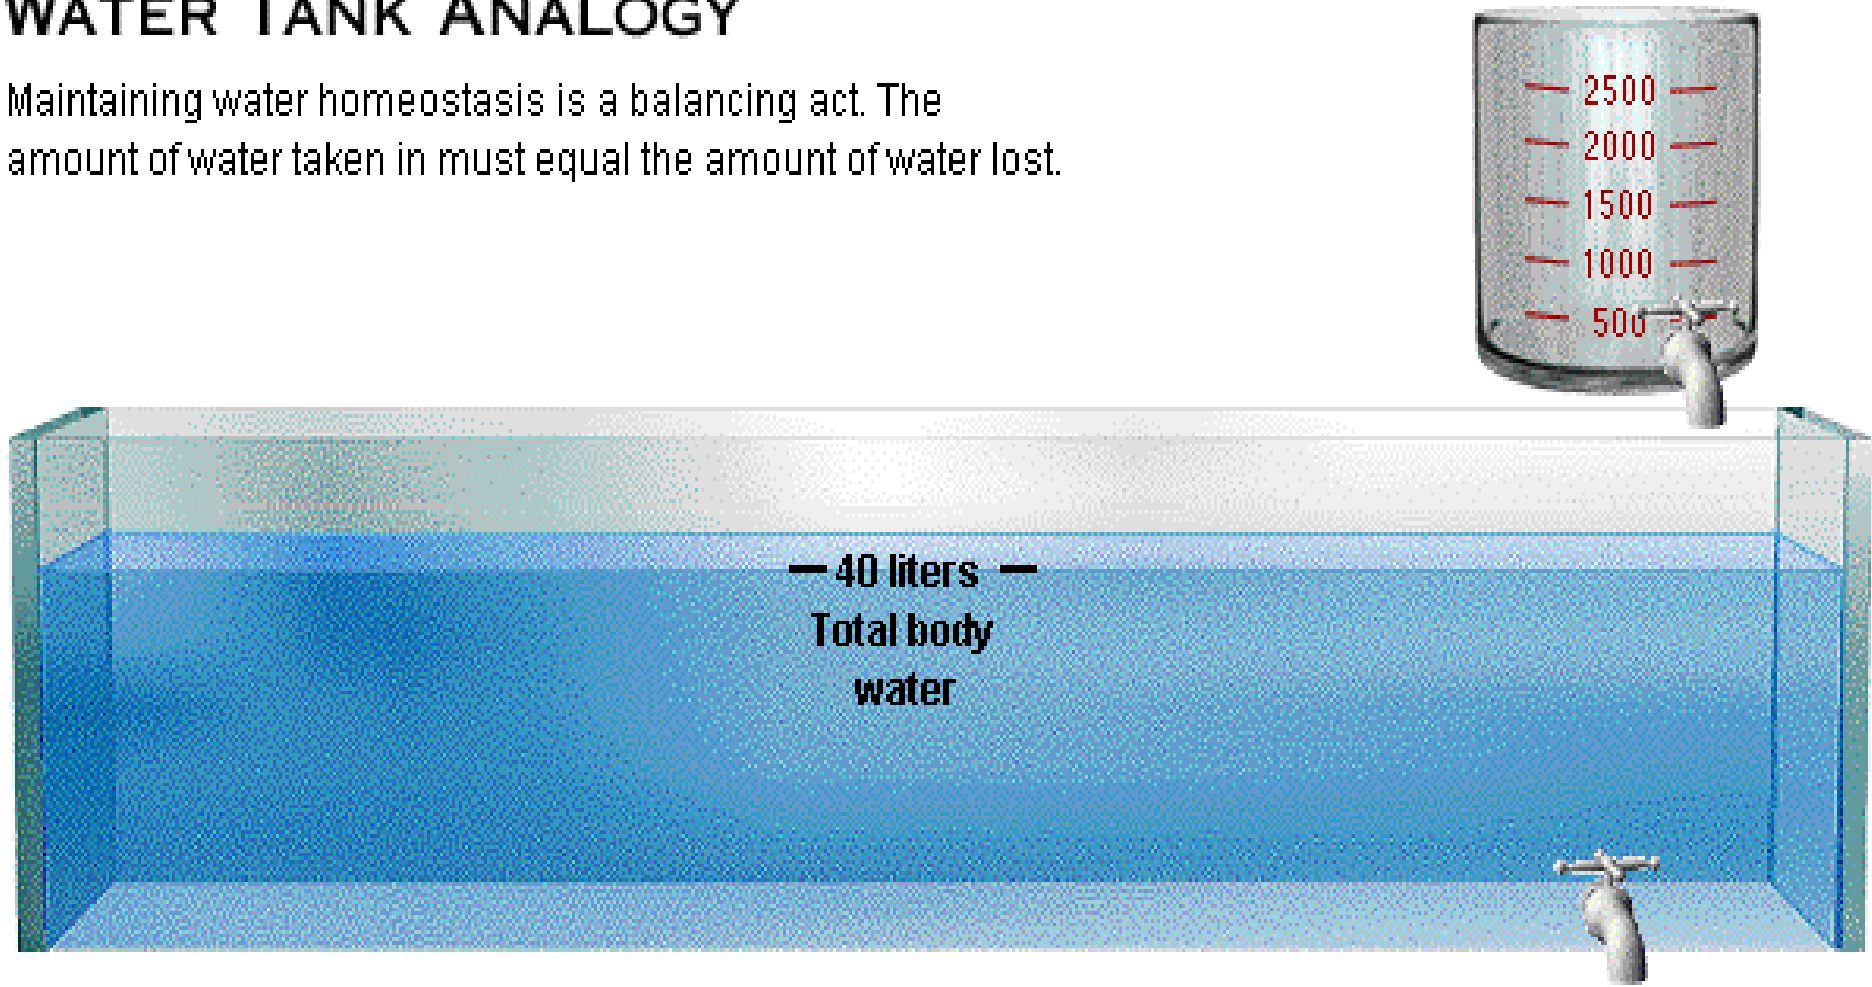 WATER TANK ANALOGY
Maintaining water homeostasis is a balancing act. The
amount of water taken in must equal the amount of water lost.
2500
2000
1500
1000
500
40 liters
Total body
water